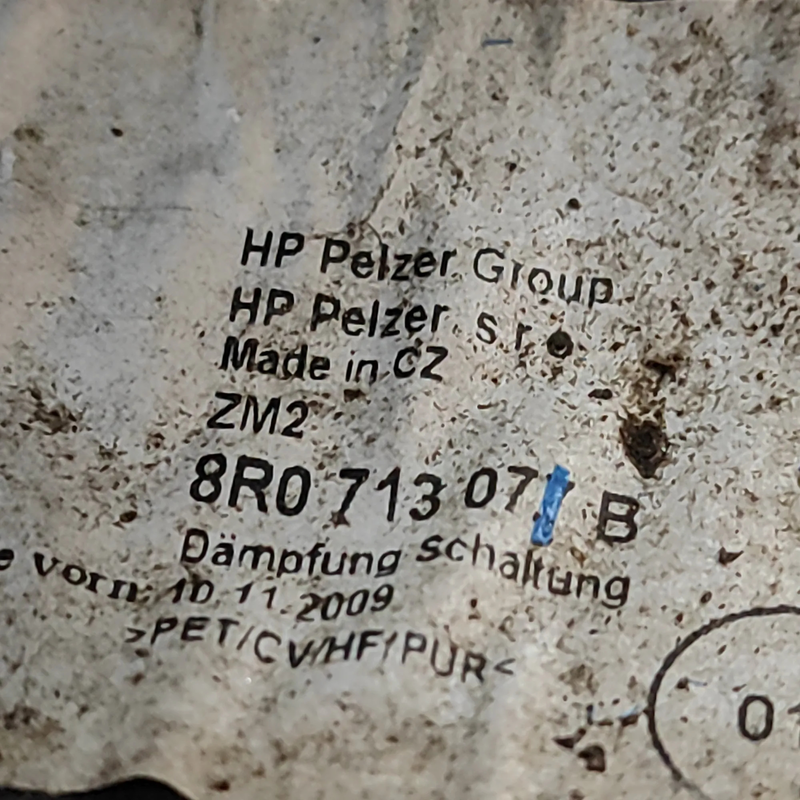 HP Pelzer Group
HP Pelzer s r o
Made in CZ
ZM2
8R0 713 07 B
Dämpfung schaltung
vorn: 10.11.2009
>PET/CV/HF/PUR<